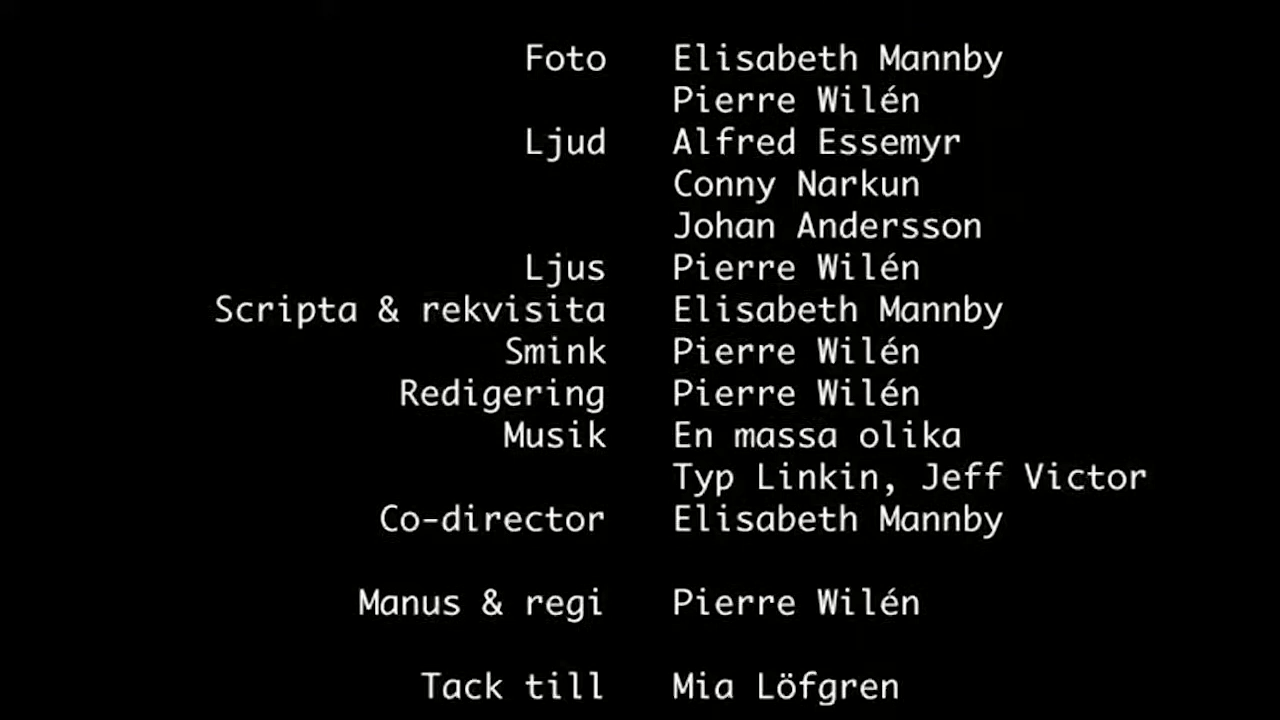 Foto Elisabeth Mannby
Pierre Wilén
Ljud Alfred Essemyr
Conny Narkun
Johan Andersson
Ljus Pierre Wilén
Scripta & rekvisita Elisabeth Mannby
Smink Pierre Wilén
Redigering Pierre Wilén
Musik En massa olika
Typ Linkin, Jeff Victor
Co-director Elisabeth Mannby
Manus & regi Pierre Wilén
Tack till Mia Löfgren